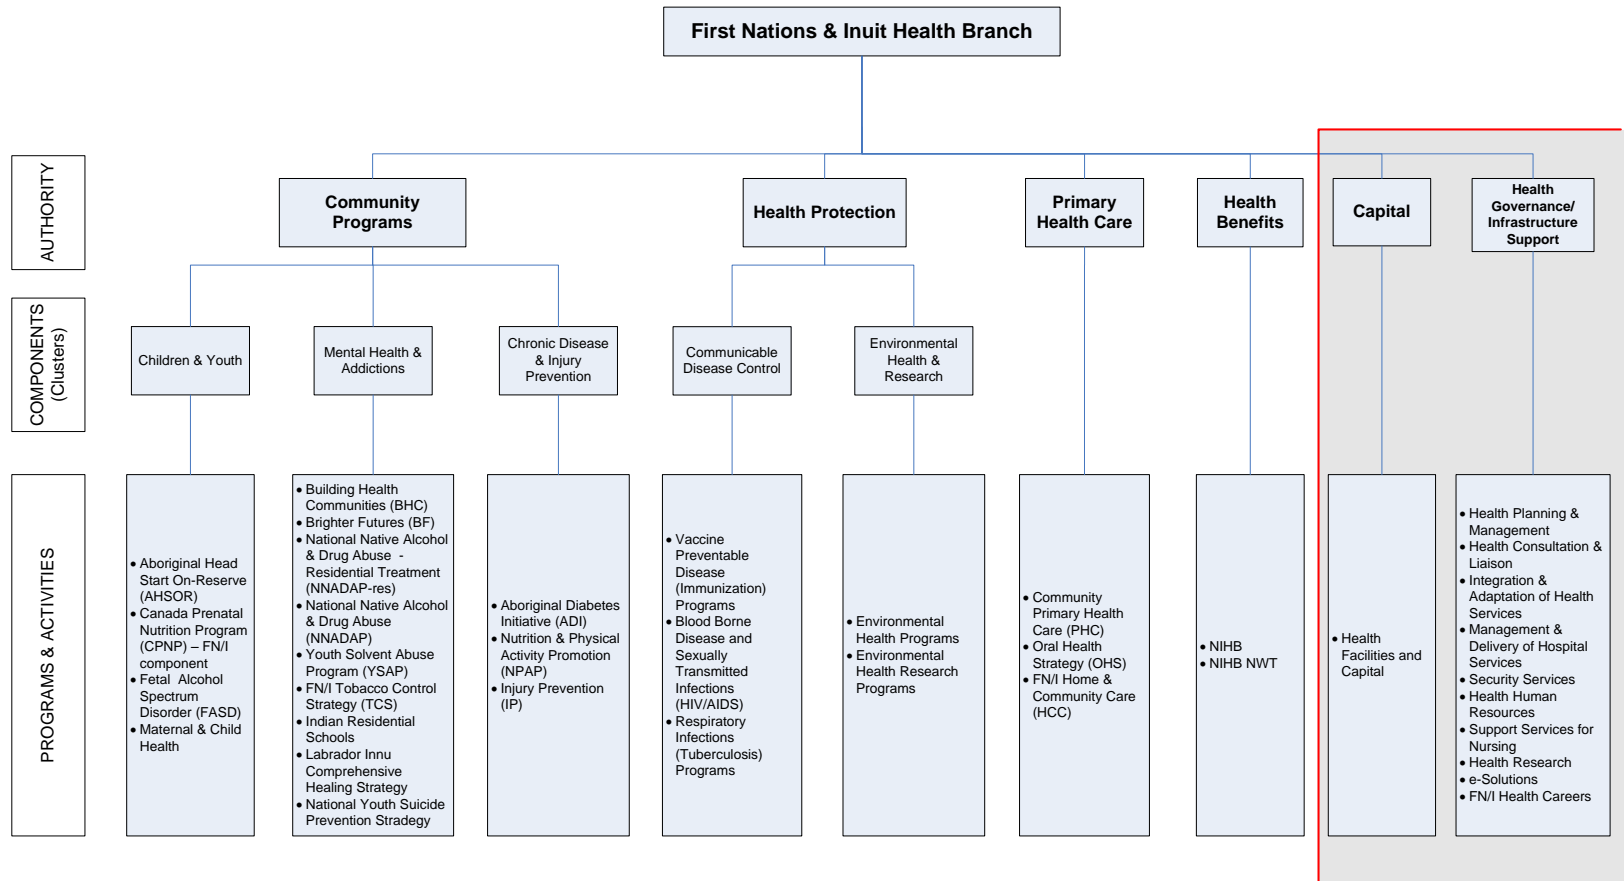 First Nations & Inuit Health Branch
AUTHORITY
Community
Programs
Health Protection
Primary
Health Care
Health
Benefits
Capital
Health
Governance/
Infrastructure
Support
COMPONENTS
(Clusters)
Children & Youth
Mental Health &
Addictions
Chronic Disease
& Injury
Prevention
Communicable
Disease Control
Environmental
Health &
Research
PROGRAMS & ACTIVITIES
• Aboriginal Head
Start On-Reserve
(AHSOR)
• Canada Prenatal
Nutrition Program
(CPNP) – FN/I
component
• Fetal Alcohol
Spectrum
Disorder (FASD)
• Maternal & Child
Health
• Building Health
Communities (BHC)
• Brighter Futures (BF)
• National Native Alcohol
& Drug Abuse -
Residential Treatment
(NNADAP-res)
• National Native Alcohol
& Drug Abuse
(NNADAP)
• Youth Solvent Abuse
Program (YSAP)
• FN/I Tobacco Control
Strategy (TCS)
• Indian Residential
Schools
• Labrador Innu
Comprehensive
Healing Strategy
• National Youth Suicide
Prevention Stradegy
• Aboriginal Diabetes
Initiative (ADI)
• Nutrition & Physical
Activity Promotion
(NPAP)
• Injury Prevention
(IP)
• Vaccine
Preventable
Disease
(Immunization)
Programs
• Blood Borne
Disease and
Sexually
Transmitted
Infections
(HIV/AIDS)
• Respiratory
Infections
(Tuberculosis)
Programs
• Environmental
Health Programs
• Environmental
Health Research
Programs
• Community
Primary Health
Care (PHC)
• Oral Health
Strategy (OHS)
• FN/I Home &
Community Care
(HCC)
• NIHB
• NIHB NWT
• Health
Facilities and
Capital
• Health Planning &
Management
• Health Consultation &
Liaison
• Integration &
Adaptation of Health
Services
• Management &
Delivery of Hospital
Services
• Security Services
• Health Human
Resources
• Support Services for
Nursing
• Health Research
• e-Solutions
• FN/I Health Careers